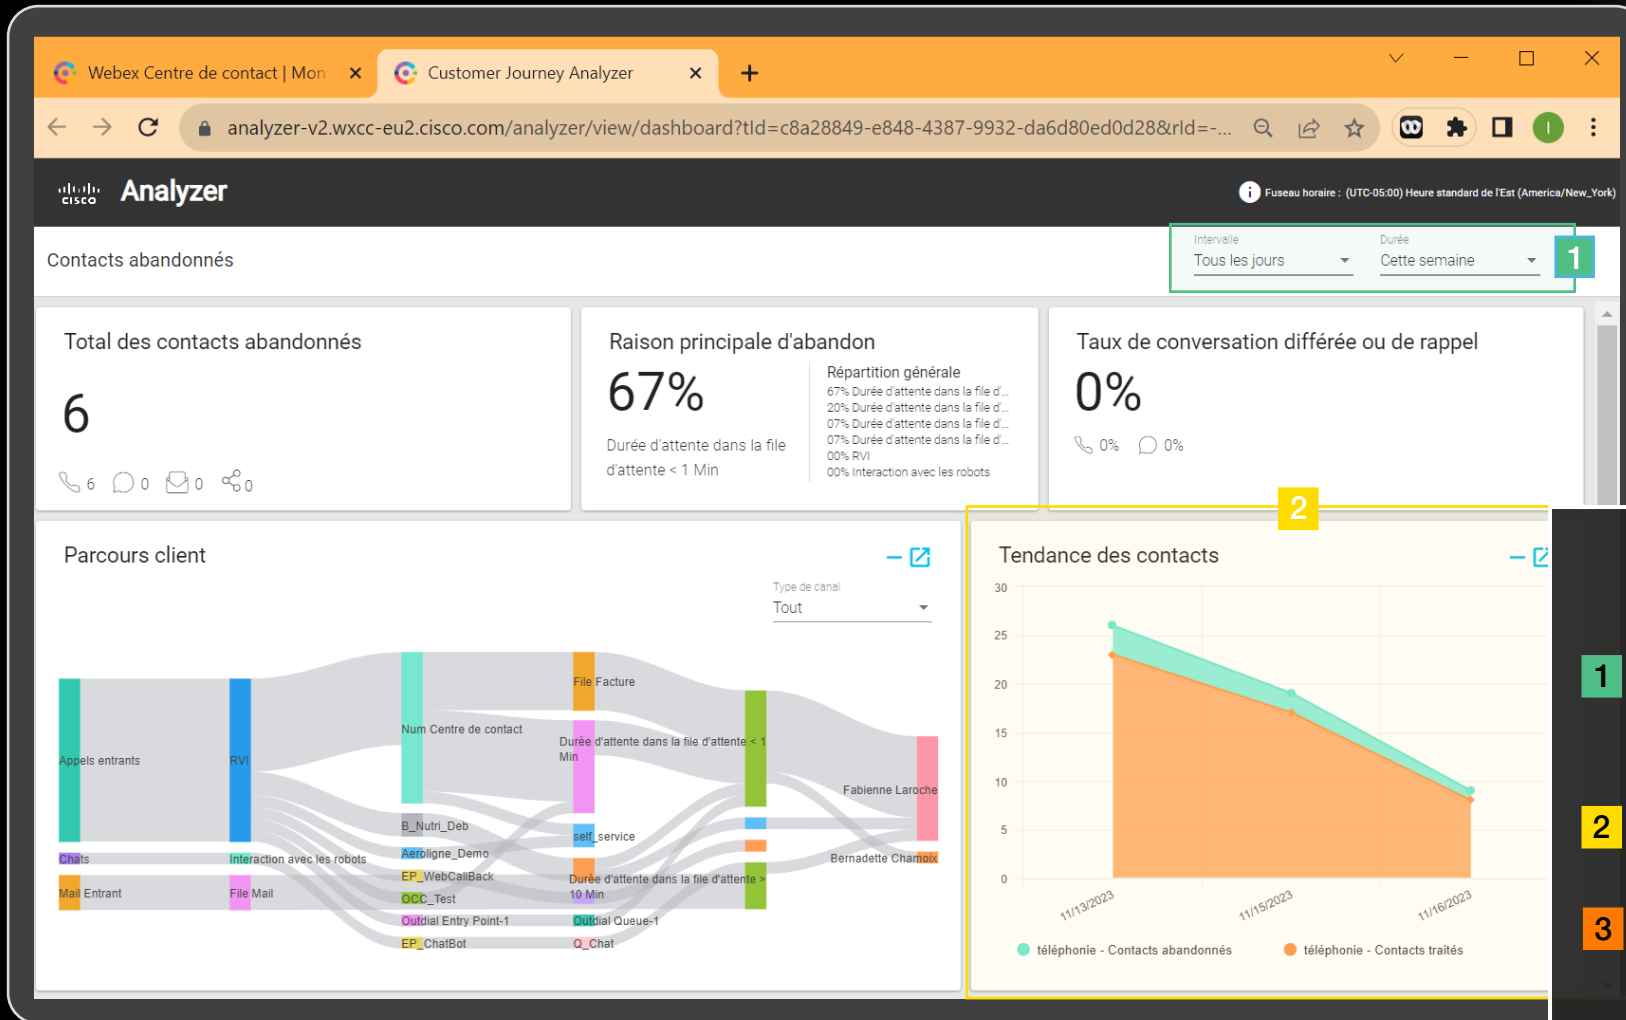 Webex Centre de contact | Mon
Customer Journey Analyzer
analyzer-v2.wxcc-eu2.cisco.com/analyzer/view/dashboard?tId=c8a28849-e848-4387-9932-da6d80ed0d28&rId=-...
I
cisco
Analyzer
Fuseau horaire : (UTC-05:00) Heure standard de l'Est (America/New_York)
Contacts abandonnés
Intervalle
Tous les jours
Durée
Cette semaine
1
Total des contacts abandonnés
6
6 0 0 0
Raison principale d'abandon
67%
Durée d'attente dans la file
d'attente < 1 Min
Répartition générale
67% Durée d'attente dans la file d'...
20% Durée d'attente dans la file d'...
07% Durée d'attente dans la file d'...
07% Durée d'attente dans la file d'...
00% RVI
00% Interaction avec les robots
Taux de conversation différée ou de rappel
0%
0% 0%
2
Parcours client
Type de canal
Tout
Appels entrants
Chats
Mail Entrant
RVI
Interaction avec les robots
File Mail
Num Centre de contact
B_Nutri_Deb
Aeroligne_Demo
EP_WebCallBack
OCC_Test
Outdial Entry Point-1
EP_ChatBot
File Facture
Durée d'attente dans la file d'attente < 1
Min
self_service
Durée d'attente dans la file d'attente >
10 Min
Outdial Queue-1
Q_Chat
Fabienne Laroche
Bernadette Chamoix
Tendance des contacts
30
25
20
15
10
5
0
11/13/2023
11/15/2023
11/16/2023
téléphonie - Contacts abandonnés
téléphonie - Contacts traités
1
2
3